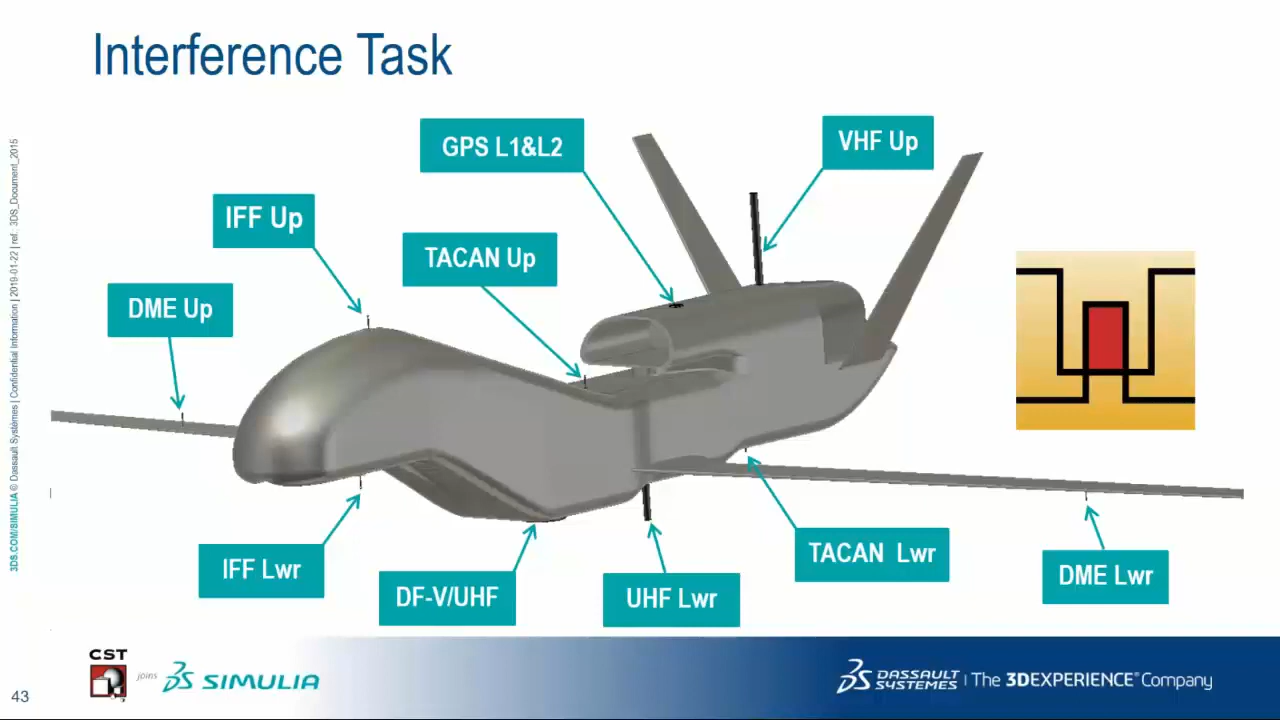 Interference Task
GPS L1&L2
VHF Up
IFF Up
TACAN Up
DME Up
IFF Lwr
DF-V/UHF
UHF Lwr
TACAN Lwr
DME Lwr
3DS.COM/SIMULIA © Dassault Systèmes | Confidential Information | 2019-01-22 | ref.: 3DS_Document_2015
43
CST
joins
SIMULIA
DASSAULT SYSTEMES | The 3DEXPERIENCE® Company